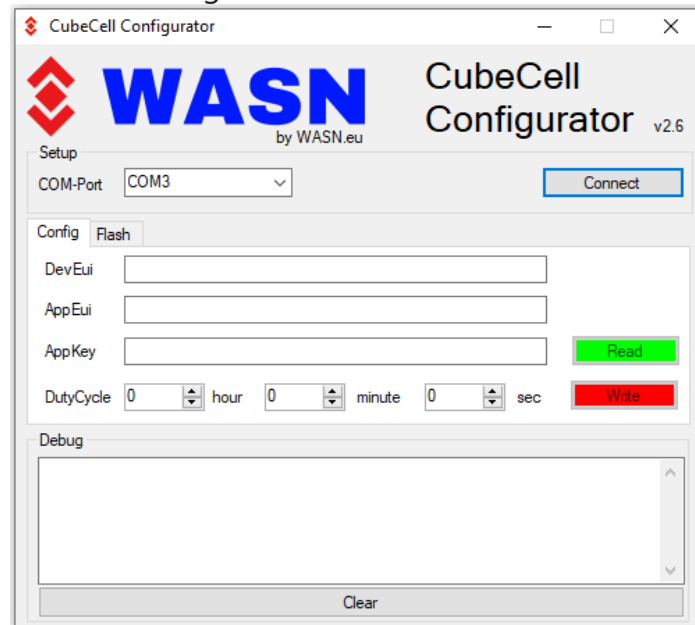 CubeCell Configurator
WASN
by WASN.eu
CubeCell
Configurator v2.6
Setup
COM-Port COM3 Connect
Config Flash
DevEui
AppEui
AppKey Read
DutyCycle 0 hour 0 minute 0 sec Write
Debug
Clear